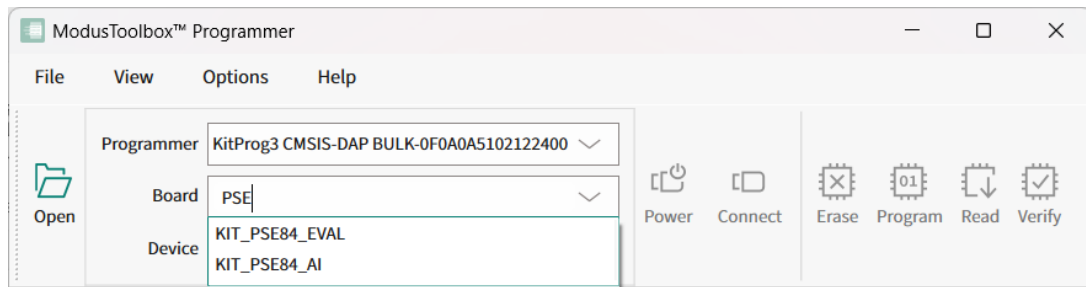 ModusToolbox™ Programmer
File View Options Help
Open
Programmer KitProg3 CMSIS-DAP BULK-0F0A0A5102122400
Board PSE
Device
KIT_PSE84_EVAL
KIT_PSE84_AI
Power Connect
01
Erase Program Read Verify